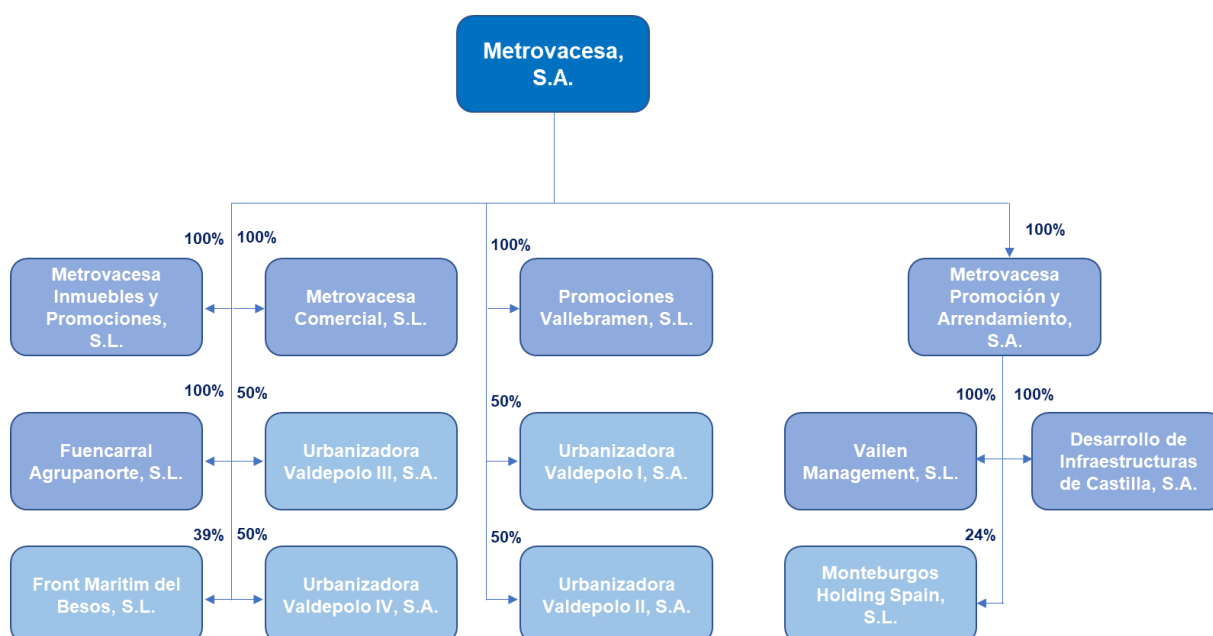 Metrovacesa,
S.A.
100%
100%
100%
100%
Metrovacesa
Inmuebles y
Promociones,
S.L.
Metrovacesa
Comercial, S.L.
Promociones
Vallebramen, S.L.
Metrovacesa
Promoción y
Arrendamiento,
S.A.
100%
50%
50%
100%
100%
Fuencarral
Agrupanorte, S.L.
Urbanizadora
Valdepolo III, S.A.
Urbanizadora
Valdepolo I, S.A.
Vailen
Management, S.L.
Desarrollo de
Infraestructuras
de Castilla, S.A.
39%
50%
50%
24%
Front Maritim del
Besos, S.L.
Urbanizadora
Valdepolo IV, S.A.
Urbanizadora
Valdepolo II, S.A.
Monteburgos
Holding Spain,
S.L.